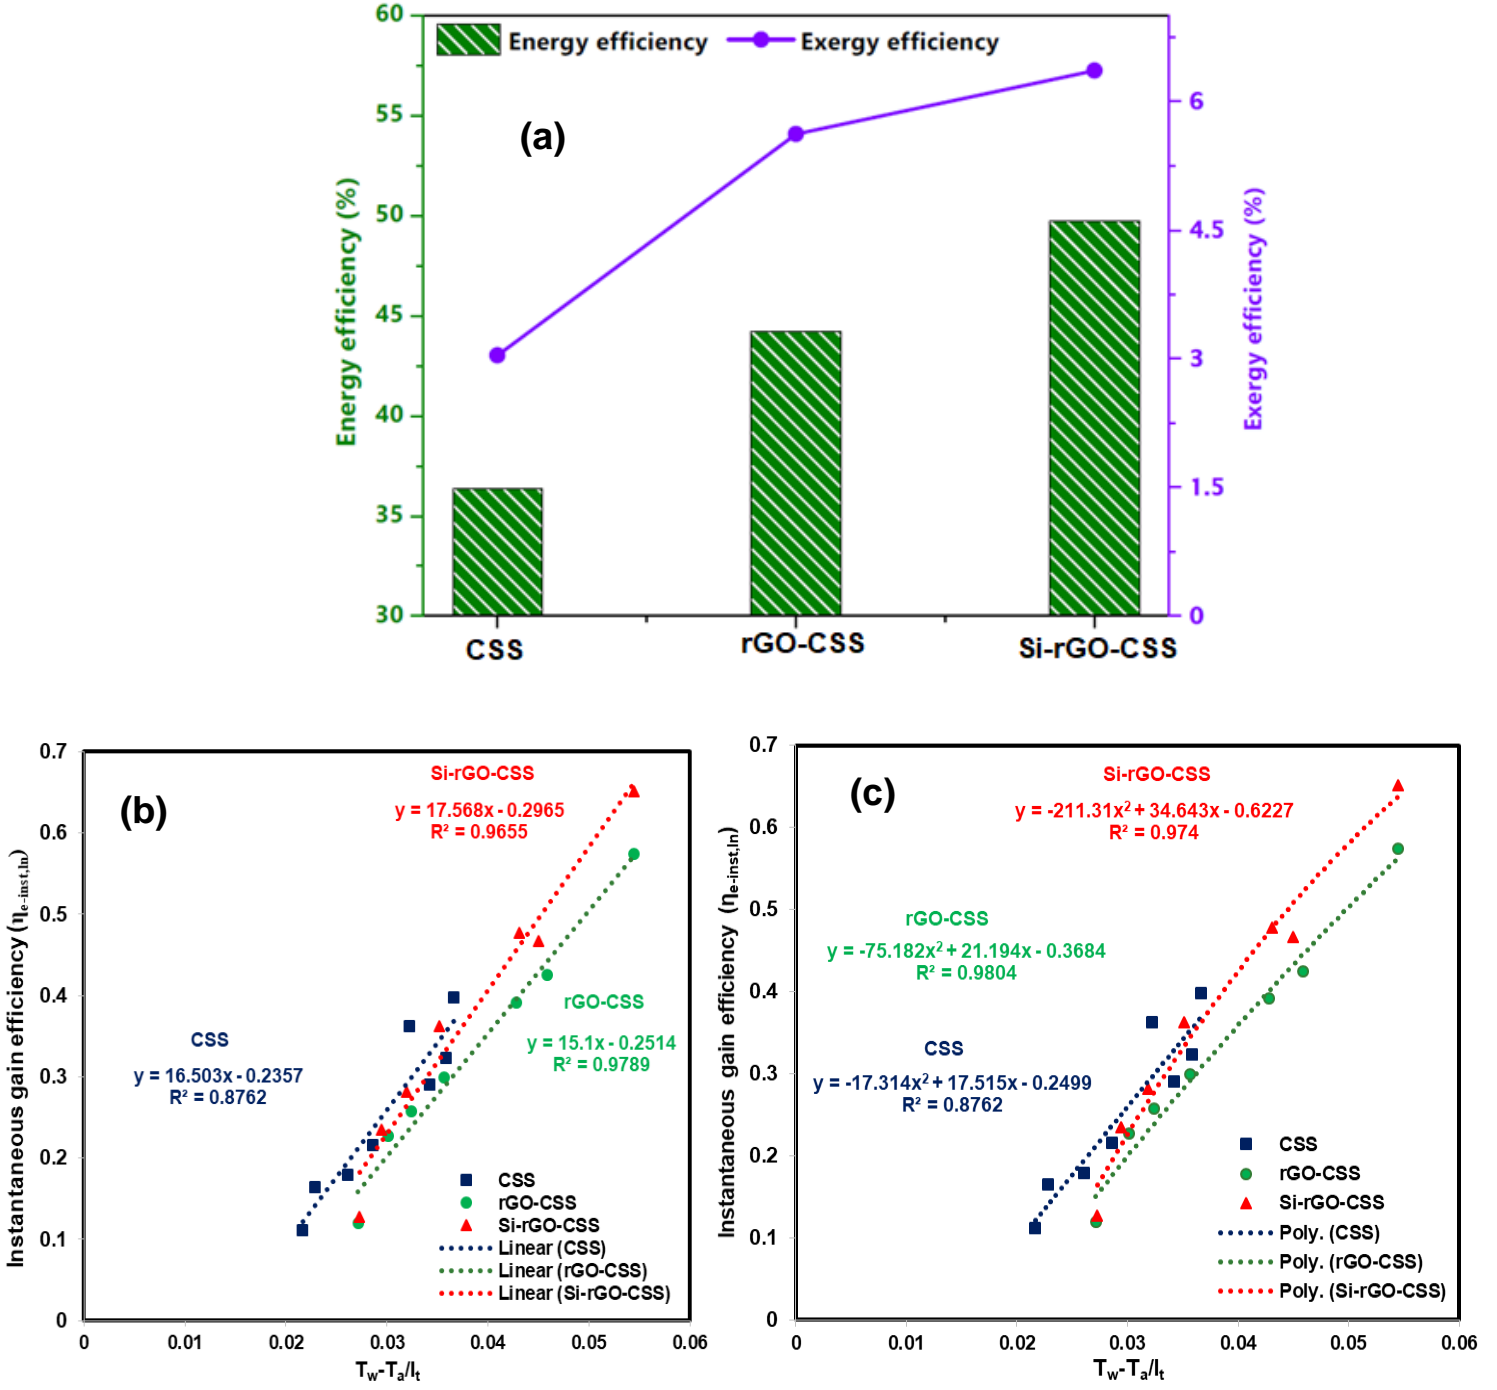 60
55
50
45
40
35
30
Energy efficiency (%)
Energy efficiency
Exergy efficiency
(a)
6
4.5
3
1.5
0
Exergy efficiency (%)
CSS
rGO-CSS
Si-rGO-CSS
0.7
0.6
0.5
0.4
0.3
0.2
0.1
0
Instantaneous gain efficiency (ηe-inst,In)
(b)
Si-rGO-CSS
y = 17.568x - 0.2965
R² = 0.9655
rGO-CSS
y = 15.1x - 0.2514
R² = 0.9789
CSS
y = 16.503x - 0.2357
R² = 0.8762
CSS
rGO-CSS
Si-rGO-CSS
Linear (CSS)
Linear (rGO-CSS)
Linear (Si-rGO-CSS)
0 0.01 0.02 0.03 0.04 0.05 0.06
Tw-Ta/It
0.7
0.6
0.5
0.4
0.3
0.2
0.1
0
Instantaneous gain efficiency (ηe-inst,In)
(c)
Si-rGO-CSS
y = -211.31x² + 34.643x - 0.6227
R² = 0.974
rGO-CSS
y = -75.182x² + 21.194x - 0.3684
R² = 0.9804
CSS
y = -17.314x² + 17.515x - 0.2499
R² = 0.8762
CSS
rGO-CSS
Si-rGO-CSS
Poly. (CSS)
Poly. (rGO-CSS)
Poly. (Si-rGO-CSS)
0 0.01 0.02 0.03 0.04 0.05 0.06
Tw-Ta/It